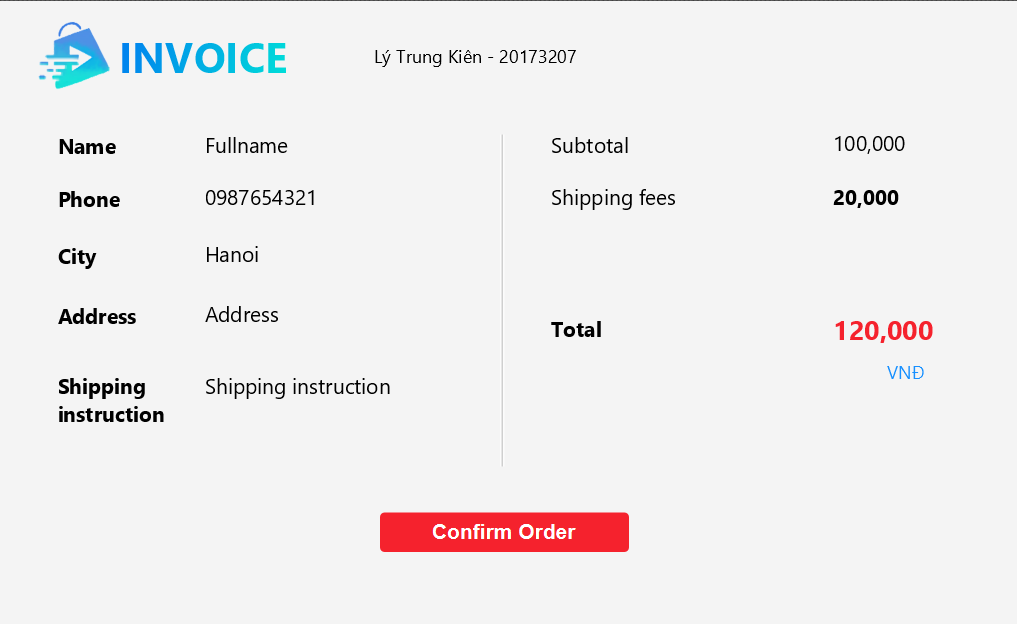 INVOICE
Lý Trung Kiên - 20173207
Name Fullname
Phone 0987654321
City Hanoi
Address Address
Shipping instruction Shipping instruction
Subtotal 100,000
Shipping fees 20,000
Total 120,000
VNĐ
Confirm Order